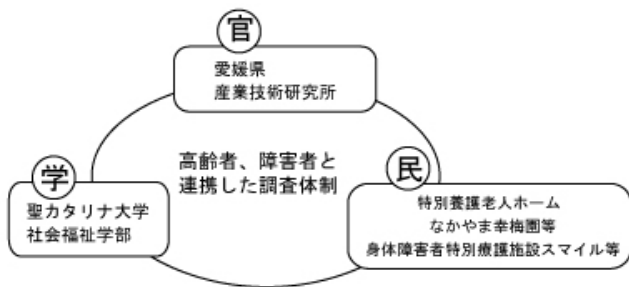 官
愛媛県
産業技術研究所
高齢者、障害者と
連携した調査体制
学
聖カタリナ大学
社会福祉学部
民
特別養護老人ホーム
なかやま幸梅園等
身体障害者特別療護施設スマイル等